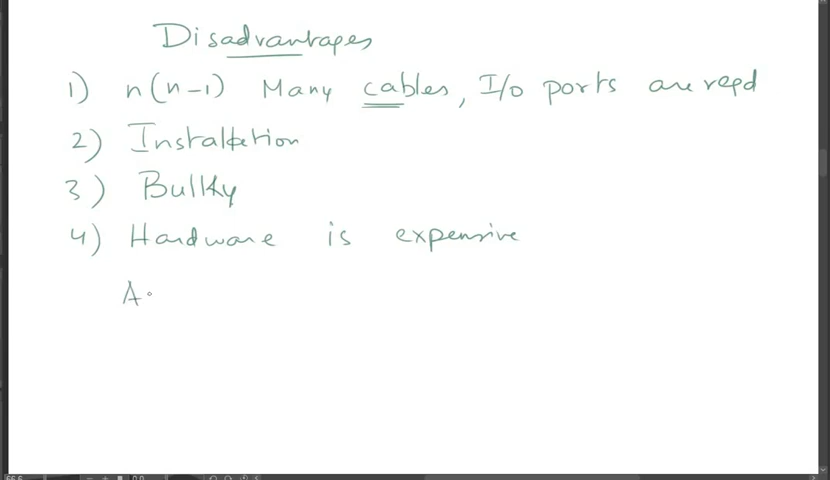 Disadvantages
1) n(n-1) Many cables, I/o ports are reqd
2) Installation
3) Bulky
4) Hardware is expensive
A.